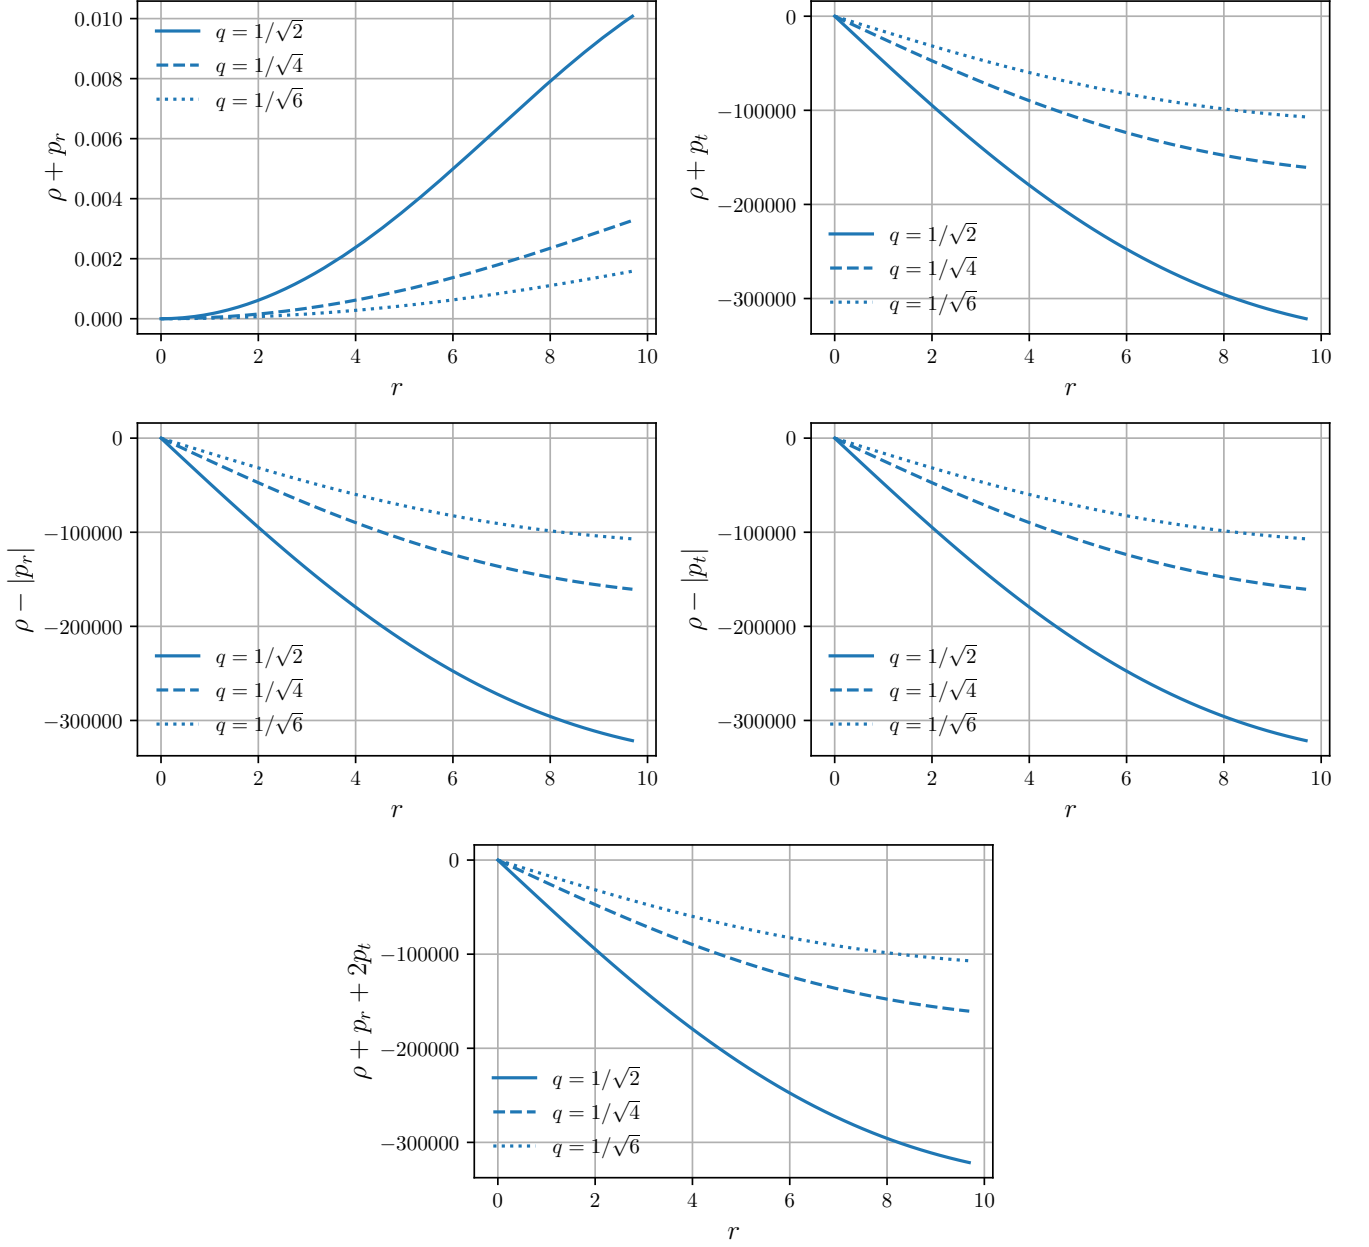 0.010
0.008
0.006
0.004
0.002
0.000
ρ + p_r
q = 1/√2
q = 1/√4
q = 1/√6
0 2 4 6 8 10
r
0
−100000
−200000
−300000
ρ + p_t
q = 1/√2
q = 1/√4
q = 1/√6
0 2 4 6 8 10
r
0
−100000
−200000
−300000
ρ − |p_r|
q = 1/√2
q = 1/√4
q = 1/√6
0 2 4 6 8 10
r
0
−100000
−200000
−300000
ρ − |p_t|
q = 1/√2
q = 1/√4
q = 1/√6
0 2 4 6 8 10
r
0
−100000
−200000
−300000
ρ + p_r + 2p_t
q = 1/√2
q = 1/√4
q = 1/√6
0 2 4 6 8 10
r